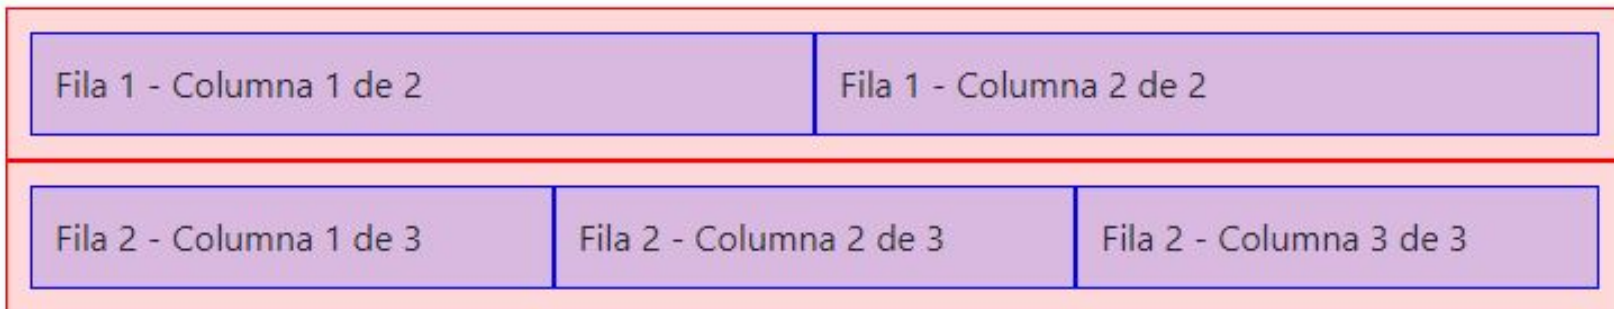 Fila 1 - Columna 1 de 2
Fila 1 - Columna 2 de 2
Fila 2 - Columna 1 de 3
Fila 2 - Columna 2 de 3
Fila 2 - Columna 3 de 3